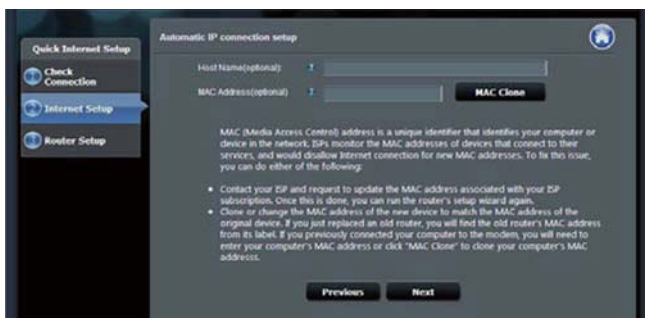 Quick Internet Setup
Check
Connection
Internet Setup
Router Setup
Automatic IP connection setup
Host Name(optional):
MAC Address(optional)
MAC Clone
MAC (Media Access Control) address is a unique identifier that identifies your computer or
device in the network. ISPs monitor the MAC addresses of devices that connect to their
services, and would disallow Internet connection for new MAC addresses. To fix this issue,
you can do either of the following:
• Contact your ISP and request to update the MAC address associated with your ISP
subscription. Once this is done, you can run the router's setup wizard again.
• Clone or change the MAC address of the new device to match the MAC address of the
original device. If you just replaced an old router, you will find the old router's MAC address
from its label. If you previously connected your computer to the modem, you will need to
enter your computer's MAC address or click "MAC Clone" to clone your computer's MAC
addresss.
Previous
Next